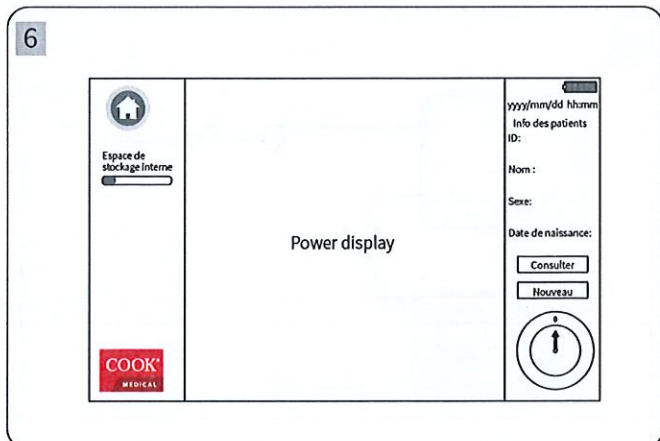 6
Espace de
stockage interne
COOK®
MEDICAL
Power display
yyyy/mm/dd hh:mm
Info des patients
ID:
Nom :
Sexe:
Date de naissance:
Consulter
Nouveau
0